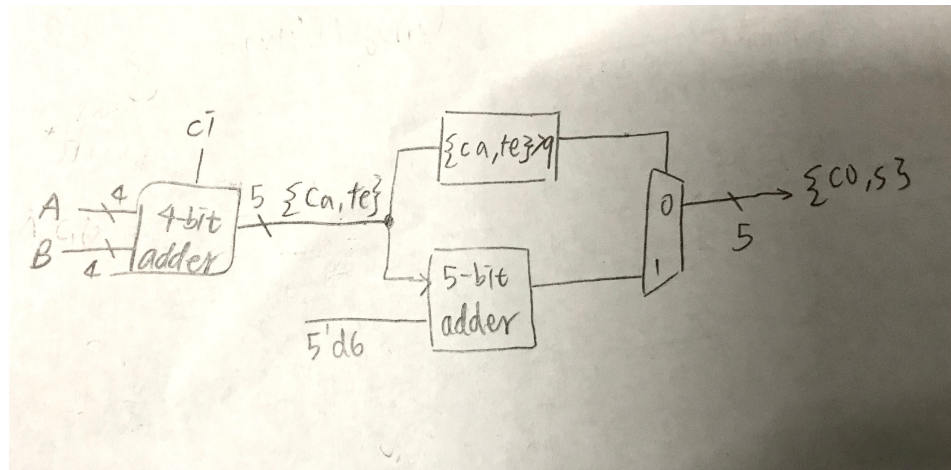 ci
A 4
B 4
4-bit
adder
5 {ca,te}
{ca,te}>9
5-bit
adder
5'd6
0
1
5
{co,s}